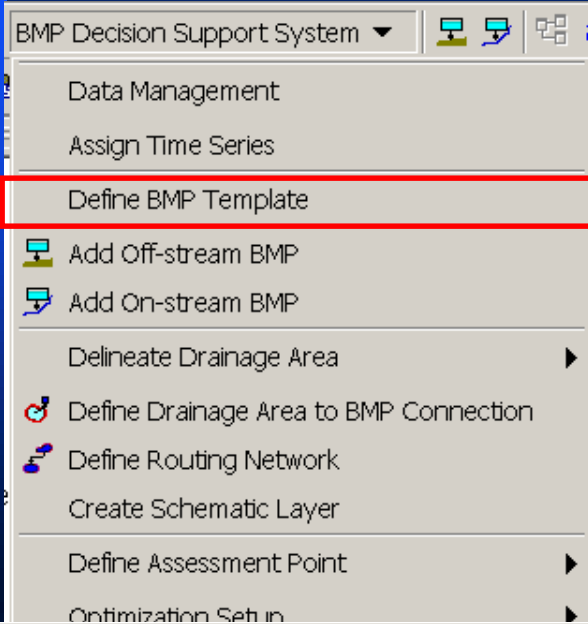 BMP Decision Support System
Data Management
Assign Time Series
Define BMP Template
Add Off-stream BMP
Add On-stream BMP
Delineate Drainage Area
Define Drainage Area to BMP Connection
Define Routing Network
Create Schematic Layer
Define Assessment Point
Optimization Setup